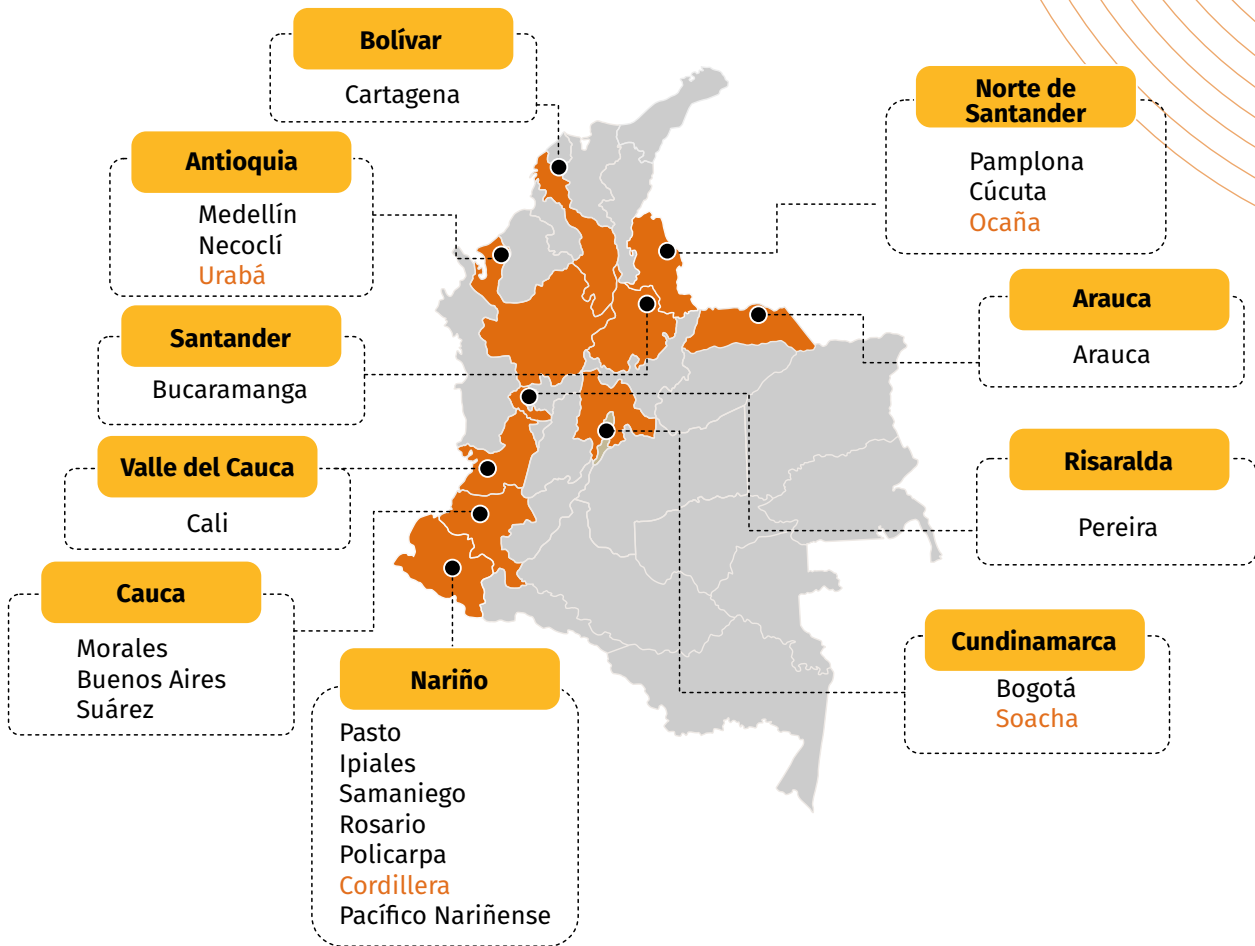 Bolívar
Cartagena
Antioquia
Medellín
Necoclí
Urabá
Santander
Bucaramanga
Valle del Cauca
Cali
Cauca
Morales
Buenos Aires
Suárez
Nariño
Pasto
Ipiales
Samaniego
Rosario
Policarpa
Cordillera
Pacífico Nariñense
Norte de
Santander
Pamplona
Cúcuta
Ocaña
Arauca
Arauca
Risaralda
Pereira
Cundinamarca
Bogotá
Soacha